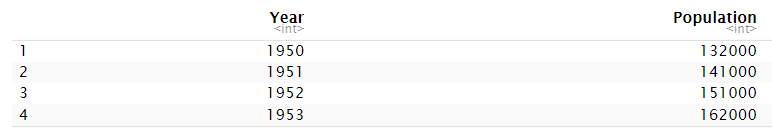 Year Population
<int> <int>
1 1950 132000
2 1951 141000
3 1952 151000
4 1953 162000